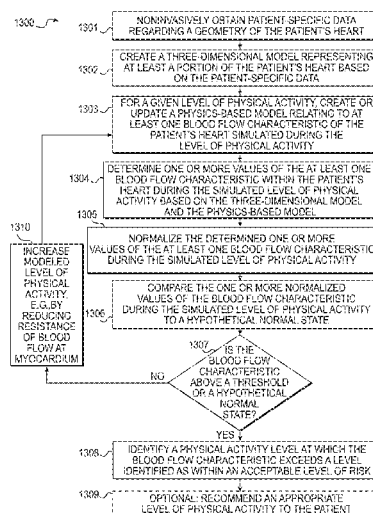 1300
1301
NONINVASIVELY OBTAIN PATIENT-SPECIFIC DATA
REGARDING A GEOMETRY OF THE PATIENT'S HEART
1302
CREATE A THREE-DIMENSIONAL MODEL REPRESENTING
AT LEAST A PORTION OF THE PATIENT'S HEART BASED
ON THE PATIENT-SPECIFIC DATA
1303
FOR A GIVEN LEVEL OF PHYSICAL ACTIVITY, CREATE OR
UPDATE A PHYSICS-BASED MODEL RELATING TO AT
LEAST ONE BLOOD FLOW CHARACTERISTIC OF THE
PATIENT'S HEART SIMULATED DURING THE
LEVEL OF PHYSICAL ACTIVITY
1304
DETERMINE ONE OR MORE VALUES OF THE AT LEAST ONE
BLOOD FLOW CHARACTERISTIC WITHIN THE PATIENT'S
HEART DURING THE SIMULATED LEVEL OF PHYSICAL
ACTIVITY BASED ON THE THREE-DIMENSIONAL MODEL
AND THE PHYSICS-BASED MODEL
1305
NORMALIZE THE DETERMINED ONE OR MORE
VALUES OF THE AT LEAST ONE BLOOD FLOW CHARACTERISTIC
DURING THE SIMULATED LEVEL OF PHYSICAL ACTIVITY
1306
COMPARE THE ONE OR MORE NORMALIZED
VALUES OF THE BLOOD FLOW CHARACTERISTIC
DURING THE SIMULATED LEVEL OF PHYSICAL ACTIVITY
TO A HYPOTHETICAL NORMAL STATE
1307
IS THE
BLOOD FLOW
CHARACTERISTIC
ABOVE A THRESHOLD
OR A HYPOTHETICAL
NORMAL
STATE?
NO
1310
INCREASE
MODELED
LEVEL OF
PHYSICAL
ACTIVITY,
E.G., BY
REDUCING
RESISTANCE
OF BLOOD
FLOW AT
MYOCARDIUM
YES
1308
IDENTIFY A PHYSICAL ACTIVITY LEVEL AT WHICH THE
BLOOD FLOW CHARACTERISTIC EXCEEDS A LEVEL
IDENTIFIED AS WITHIN AN ACCEPTABLE LEVEL OF RISK
1309
OPTIONAL: RECOMMEND AN APPROPRIATE
LEVEL OF PHYSICAL ACTIVITY TO THE PATIENT